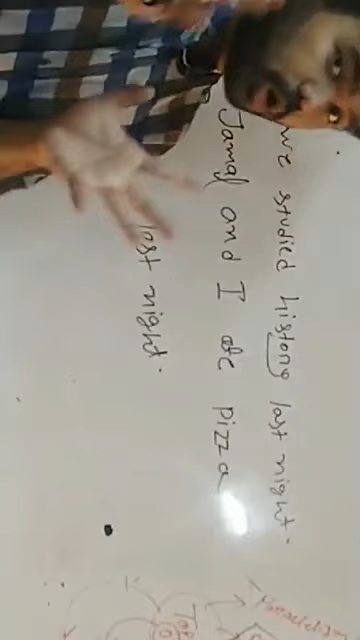 we studied history last night.
Jamal and I ate pizza
last night.